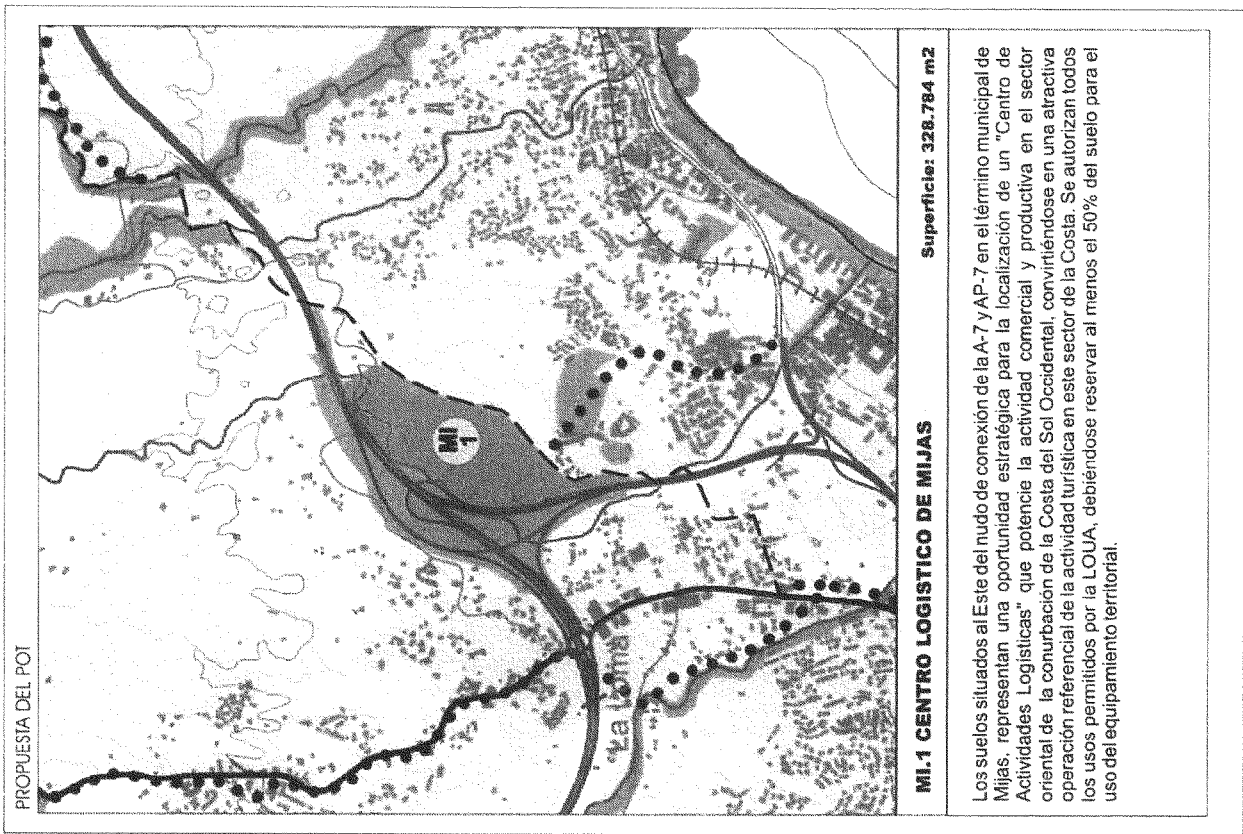 PROPUESTA DEL POT
MI
1
La Loma
MI.1 CENTRO LOGISTICO DE MIJAS
Superficie: 328.784 m2
Los suelos situados al Este del nudo de conexión de la A-7 y AP-7 en el término municipal de
Mijas, representan una oportunidad estratégica para la localización de un "Centro de
Actividades Logísticas" que potencie la actividad comercial y productiva en el sector
oriental de la conurbación de la Costa del Sol Occidental, convirtiéndose en una atractiva
operación referencial de la actividad turística en este sector de la Costa. Se autorizan todos
los usos permitidos por la LOUA, debiéndose reservar al menos el 50% del suelo para el
uso del equipamiento territorial.